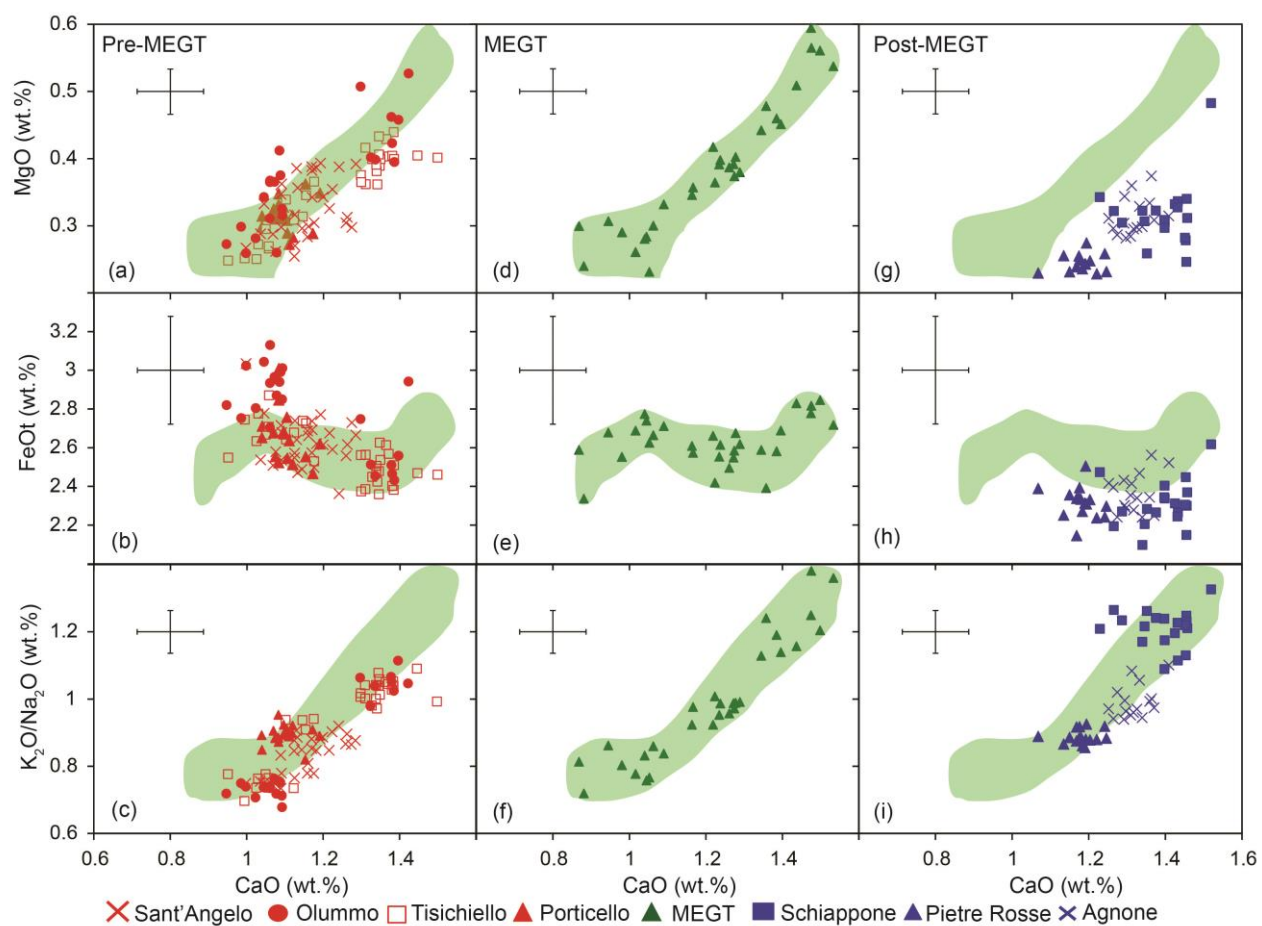 Pre-MEGT MEGT Post-MEGT
0.6
0.5
0.4
0.3
MgO (wt.%)
(a) (d) (g)
3.2
3
2.8
2.6
2.4
2.2
FeOt (wt.%)
(b) (e) (h)
1.2
1
0.8
0.6
K₂O/Na₂O (wt.%)
(c) (f) (i)
0.6 0.8 1 1.2 1.4 0.8 1 1.2 1.4 0.8 1 1.2 1.4 1.6
CaO (wt.%) CaO (wt.%) CaO (wt.%)
Sant'Angelo Olummo Tisichiello Porticello MEGT Schiappone Pietre Rosse Agnone